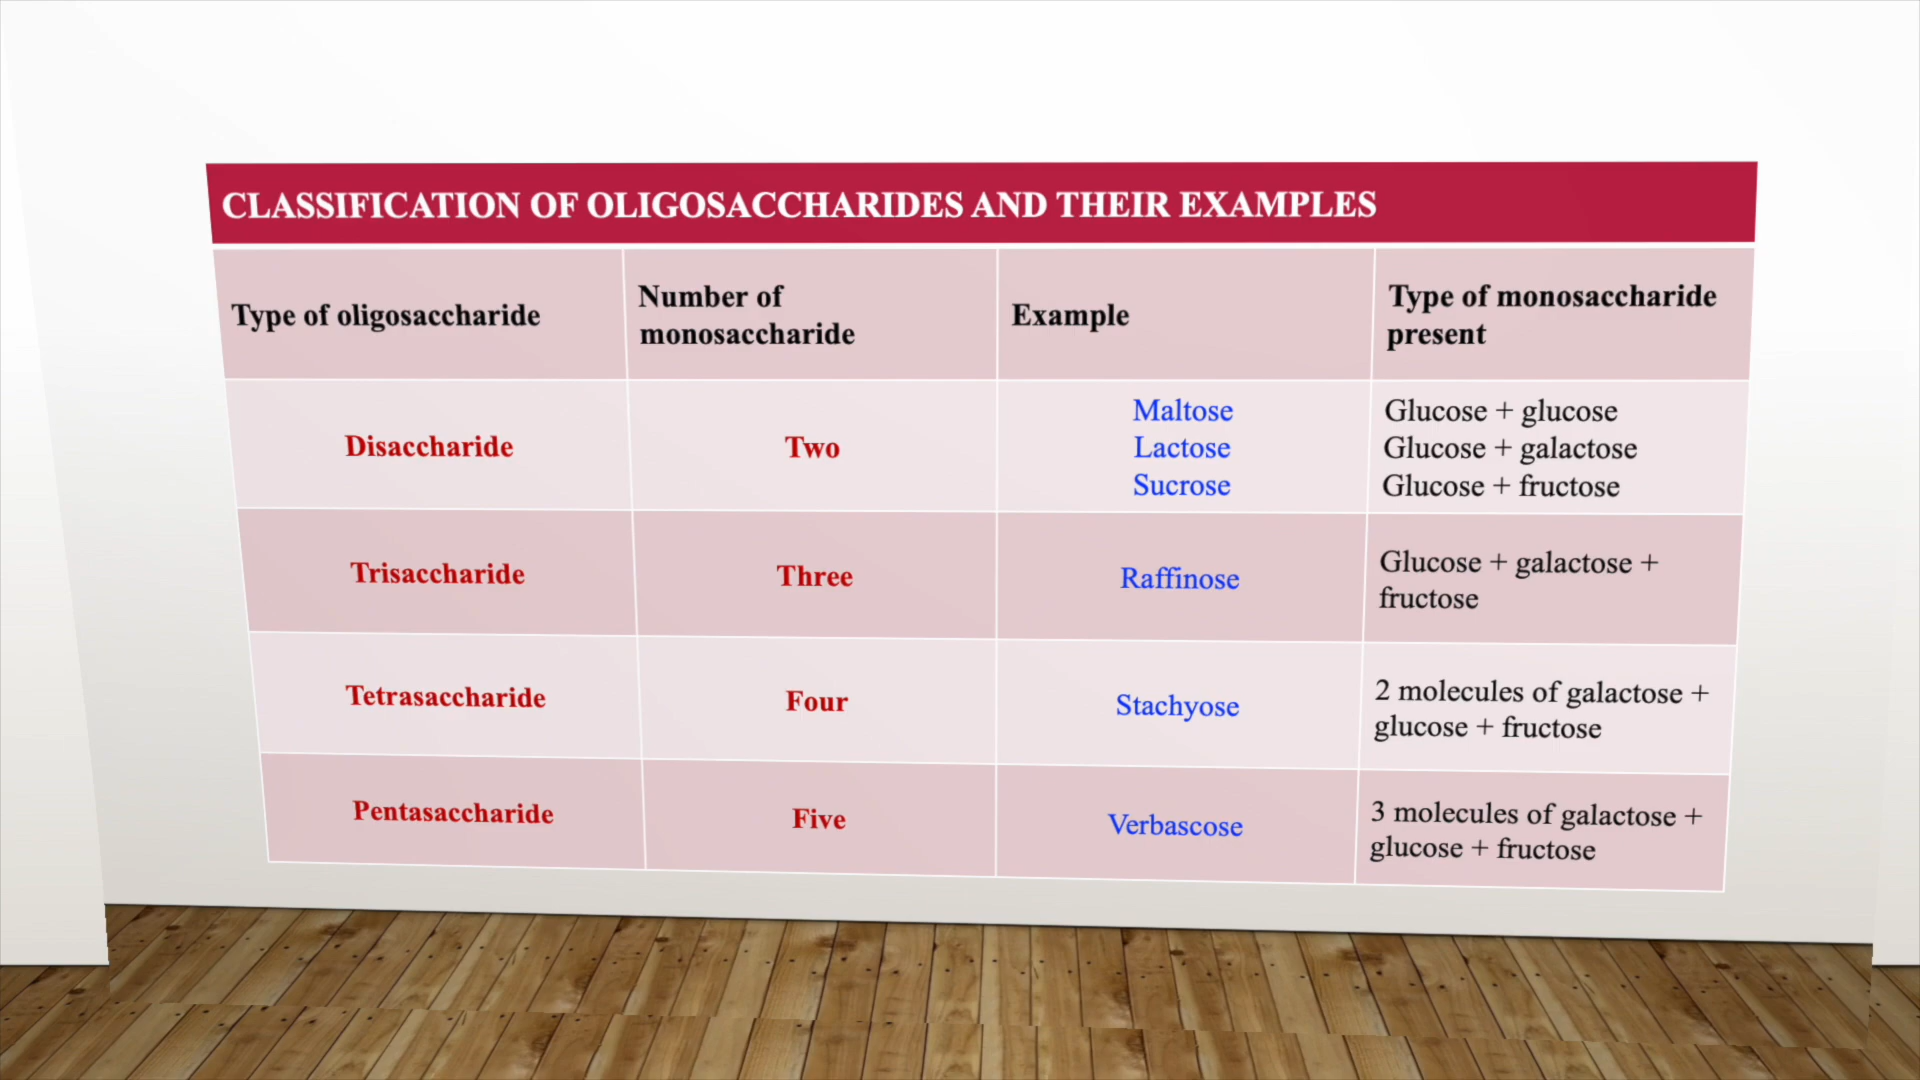 CLASSIFICATION OF OLIGOSACCHARIDES AND THEIR EXAMPLES
Type of oligosaccharide
Number of
monosaccharide
Example
Type of monosaccharide
present
Disaccharide
Two
Maltose
Lactose
Sucrose
Glucose + glucose
Glucose + galactose
Glucose + fructose
Trisaccharide
Three
Raffinose
Glucose + galactose +
fructose
Tetrasaccharide
Four
Stachyose
2 molecules of galactose +
glucose + fructose
Pentasaccharide
Five
Verbascose
3 molecules of galactose +
glucose + fructose